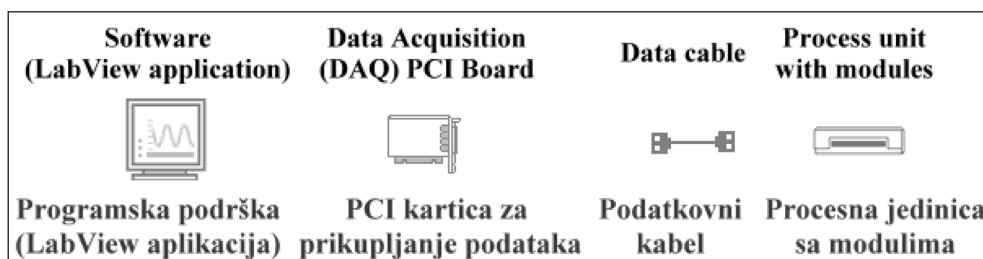 Software
(LabView application)
Data Acquisition
(DAQ) PCI Board
Data cable
Process unit
with modules
Programska podrška
(LabView aplikacija)
PCI kartica za
prikupljanje podataka
Podatkovni
kabel
Procesna jedinica
sa modulima